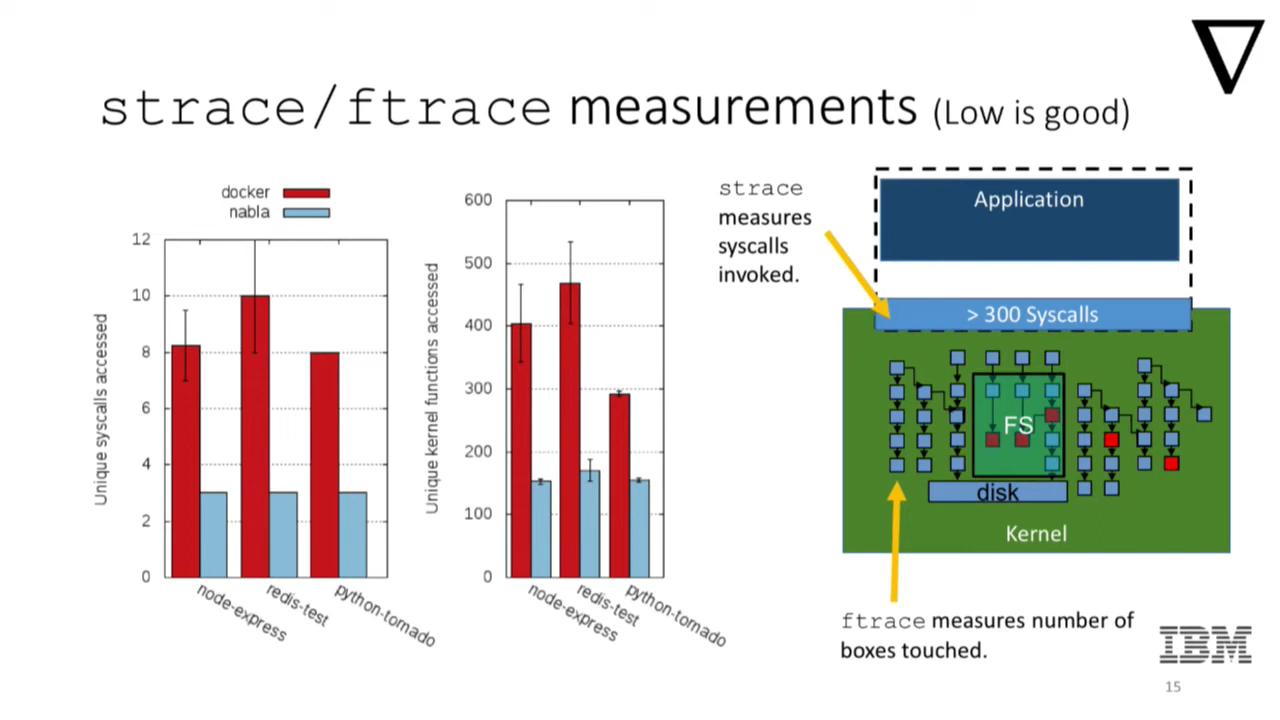 strace/ftrace measurements (Low is good)
docker
nabla
12
10
8
6
4
2
0
Unique syscalls accessed
node-express
redis-test
python-tornado
600
500
400
300
200
100
0
Unique kernel functions accessed
node-express
redis-test
python-tornado
strace
measures
syscalls
invoked.
Application
> 300 Syscalls
FS
disk
Kernel
ftrace measures number of
boxes touched.
IBM
15